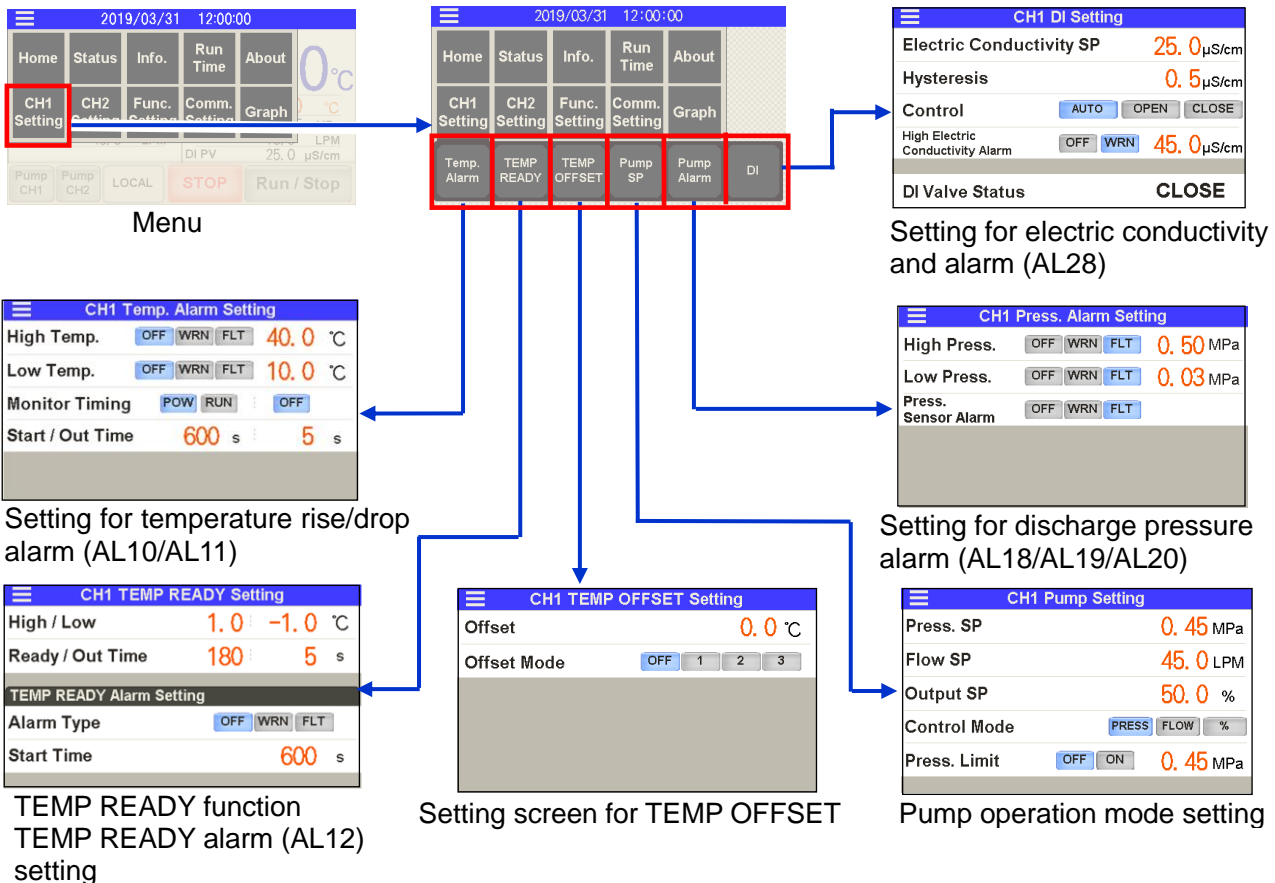 2019/03/31 12:00:00
Home Status Info. Run Time About
0 °C
CH1 Setting CH2 Setting Func. Setting Comm. Setting Graph
°C
LPM
DI PV 25.0 μS/cm
Pump CH1 Pump CH2 LOCAL STOP Run / Stop
Menu
2019/03/31 12:00:00
Home Status Info. Run Time About
CH1 Setting CH2 Setting Func. Setting Comm. Setting Graph
Temp. Alarm TEMP READY TEMP OFFSET Pump SP Pump Alarm DI
CH1 DI Setting
Electric Conductivity SP 25.0 μS/cm
Hysteresis 0.5 μS/cm
Control AUTO OPEN CLOSE
High Electric
Conductivity Alarm OFF WRN 45.0 μS/cm
DI Valve Status CLOSE
Setting for electric conductivity
and alarm (AL28)
CH1 Temp. Alarm Setting
High Temp. OFF WRN FLT 40.0 °C
Low Temp. OFF WRN FLT 10.0 °C
Monitor Timing POW RUN OFF
Start / Out Time 600 s 5 s
Setting for temperature rise/drop
alarm (AL10/AL11)
CH1 Press. Alarm Setting
High Press. OFF WRN FLT 0.50 MPa
Low Press. OFF WRN FLT 0.03 MPa
Press.
Sensor Alarm OFF WRN FLT
Setting for discharge pressure
alarm (AL18/AL19/AL20)
CH1 TEMP READY Setting
High / Low 1.0 -1.0 °C
Ready / Out Time 180 5 s
TEMP READY Alarm Setting
Alarm Type OFF WRN FLT
Start Time 600 s
TEMP READY function
TEMP READY alarm (AL12)
setting
CH1 TEMP OFFSET Setting
Offset 0.0 °C
Offset Mode OFF 1 2 3
Setting screen for TEMP OFFSET
CH1 Pump Setting
Press. SP 0.45 MPa
Flow SP 45.0 LPM
Output SP 50.0 %
Control Mode PRESS FLOW %
Press. Limit OFF ON 0.45 MPa
Pump operation mode setting